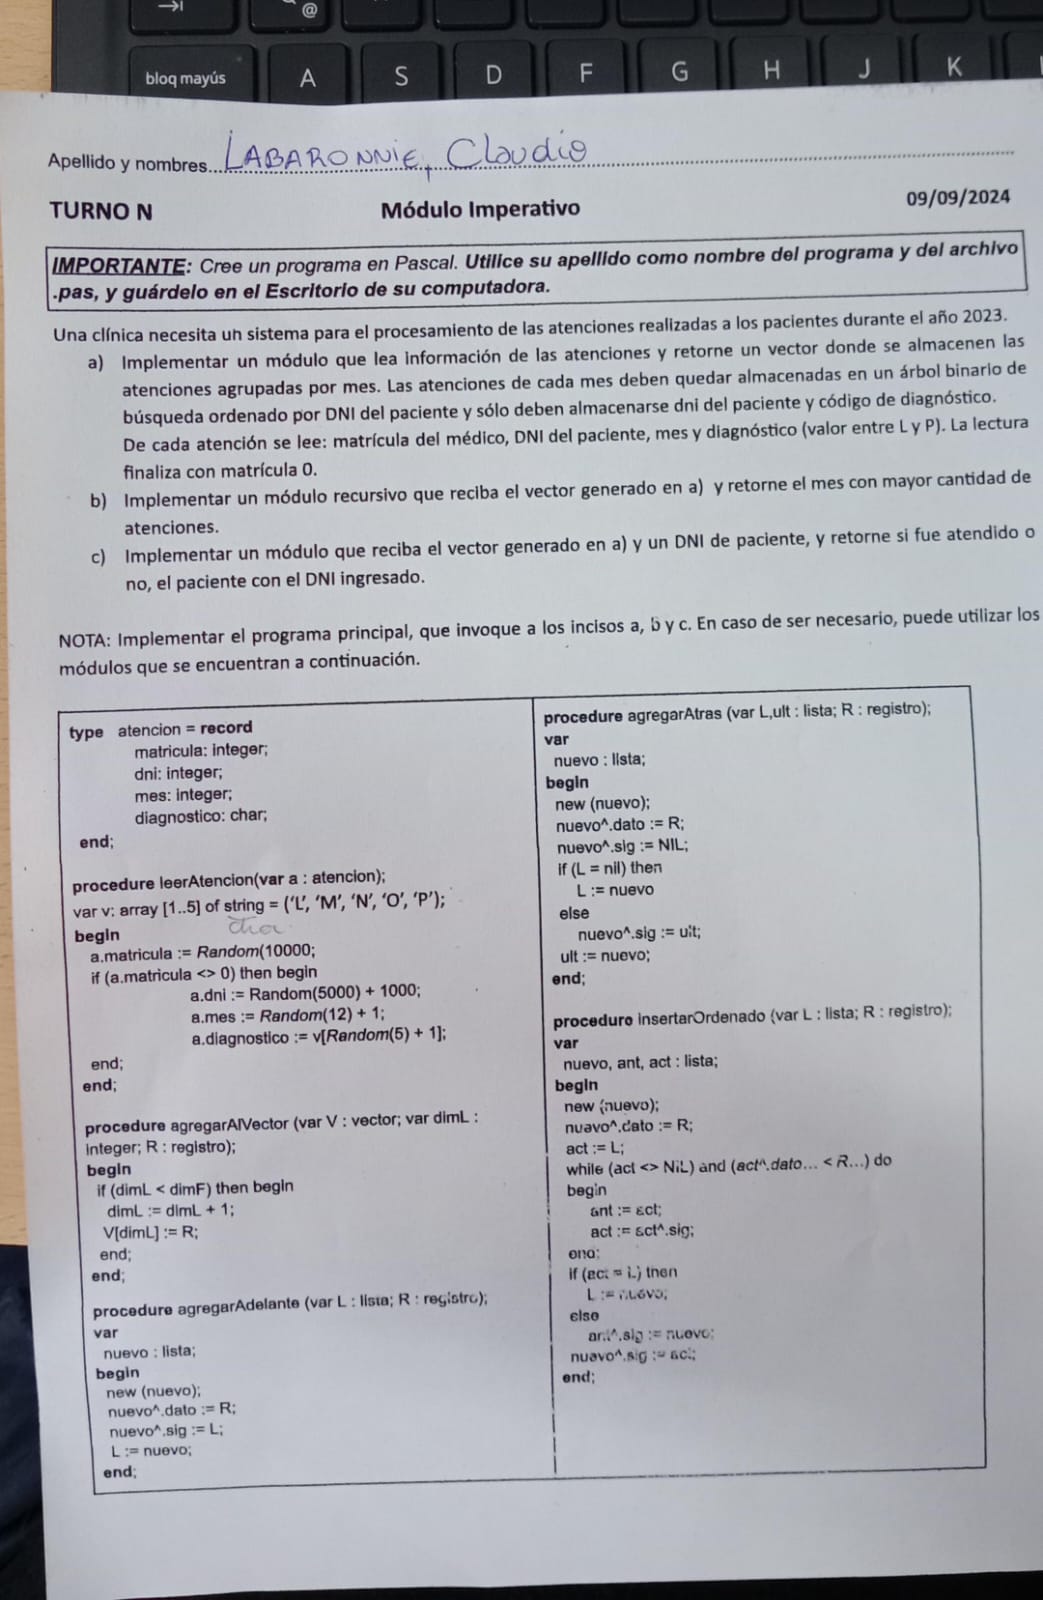 @
bloq mayús
A
S
D
F
G
H
J
K
Apellido y nombres LABARONNIE, Claudio
TURNO N
Módulo Imperativo
09/09/2024
IMPORTANTE: Cree un programa en Pascal. Utilice su apellido como nombre del programa y del archivo
.pas, y guárdelo en el Escritorio de su computadora.
Una clínica necesita un sistema para el procesamiento de las atenciones realizadas a los pacientes durante el año 2023.
a) Implementar un módulo que lea información de las atenciones y retorne un vector donde se almacenen las
atenciones agrupadas por mes. Las atenciones de cada mes deben quedar almacenadas en un árbol binario de
búsqueda ordenado por DNI del paciente y sólo deben almacenarse dni del paciente y código de diagnóstico.
De cada atención se lee: matrícula del médico, DNI del paciente, mes y diagnóstico (valor entre L y P). La lectura
finaliza con matrícula 0.
b) Implementar un módulo recursivo que reciba el vector generado en a) y retorne el mes con mayor cantidad de
atenciones.
c) Implementar un módulo que reciba el vector generado en a) y un DNI de paciente, y retorne si fue atendido o
no, el paciente con el DNI ingresado.
NOTA: Implementar el programa principal, que invoque a los incisos a, b y c. En caso de ser necesario, puede utilizar los
módulos que se encuentran a continuación.
type atencion = record
matricula: integer;
dni: integer;
mes: integer;
diagnostico: char;
end;
procedure leerAtencion(var a : atencion);
var v: array [1..5] of string = (‘L’, ‘M’, ‘N’, ‘O’, ‘P’);
begin
a.matricula := Random(10000;
if (a.matricula <> 0) then begin
a.dni := Random(5000) + 1000;
a.mes := Random(12) + 1;
a.diagnostico := v[Random(5) + 1];
end;
end;
procedure agregarAlVector (var V : vector; var dimL :
integer; R : registro);
begin
if (dimL < dimF) then begin
dimL := dimL + 1;
V[dimL] := R;
end;
end;
procedure agregarAdelante (var L : lista; R : registro);
var
nuevo : lista;
begin
new (nuevo);
nuevo^.dato := R;
nuevo^.sig := L;
L := nuevo;
end;
procedure agregarAtras (var L,ult : lista; R : registro);
var
nuevo : lista;
begin
new (nuevo);
nuevo^.dato := R;
nuevo^.sig := NIL;
if (L = nil) then
L := nuevo
else
nuevo^.sig := ult;
ult := nuevo;
end;
procedure insertarOrdenado (var L : lista; R : registro);
var
nuevo, ant, act : lista;
begin
new (nuevo);
nuevo^.dato := R;
act := L;
while (act <> NIL) and (act^.dato... < R...) do
begin
ant := act;
act := act^.sig;
end;
if (act = L) then
L := nuevo;
else
ant^.sig := nuevo;
nuevo^.sig := act;
end;